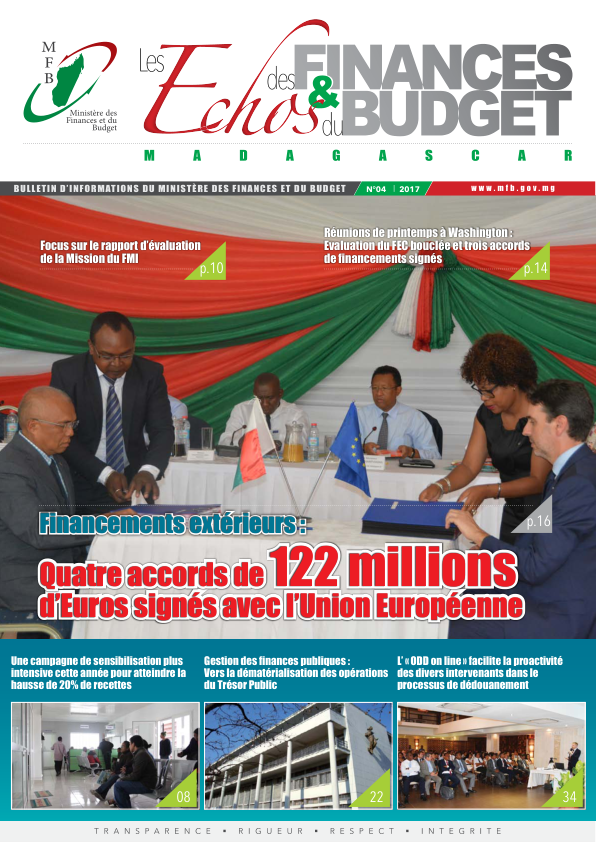 M
F
B
Ministère des
Finances et du
Budget
Les Echos des FINANCES
& du BUDGET
MADAGASCAR
BULLETIN D'INFORMATIONS DU MINISTÈRE DES FINANCES ET DU BUDGET N°04 | 2017 www.mfb.gov.mg
Focus sur le rapport d'évaluation
de la Mission du FMI
p.10
Réunions de printemps à Washington :
Evaluation du FEC bouclée et trois accords
de financements signés
p.14
Financements extérieurs :
p.16
Quatre accords de 122 millions
d'Euros signés avec l'Union Européenne
Une campagne de sensibilisation plus
intensive cette année pour atteindre la
hausse de 20% de recettes
08
Gestion des finances publiques :
Vers la dématérialisation des opérations
du Trésor Public
22
L' « ODD on line » facilite la proactivité
des divers intervenants dans le
processus de dédouanement
34
TRANSPARENCE • RIGUEUR • RESPECT • INTEGRITE